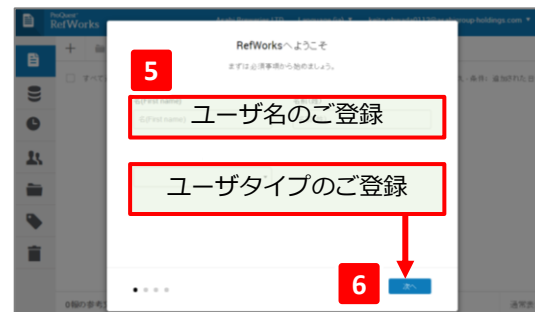 ProQuest
RefWorks
RefWorksへようこそ
まずは必須事項から始めましょう。
5
ユーザ名のご登録
ユーザタイプのご登録
6
次へ